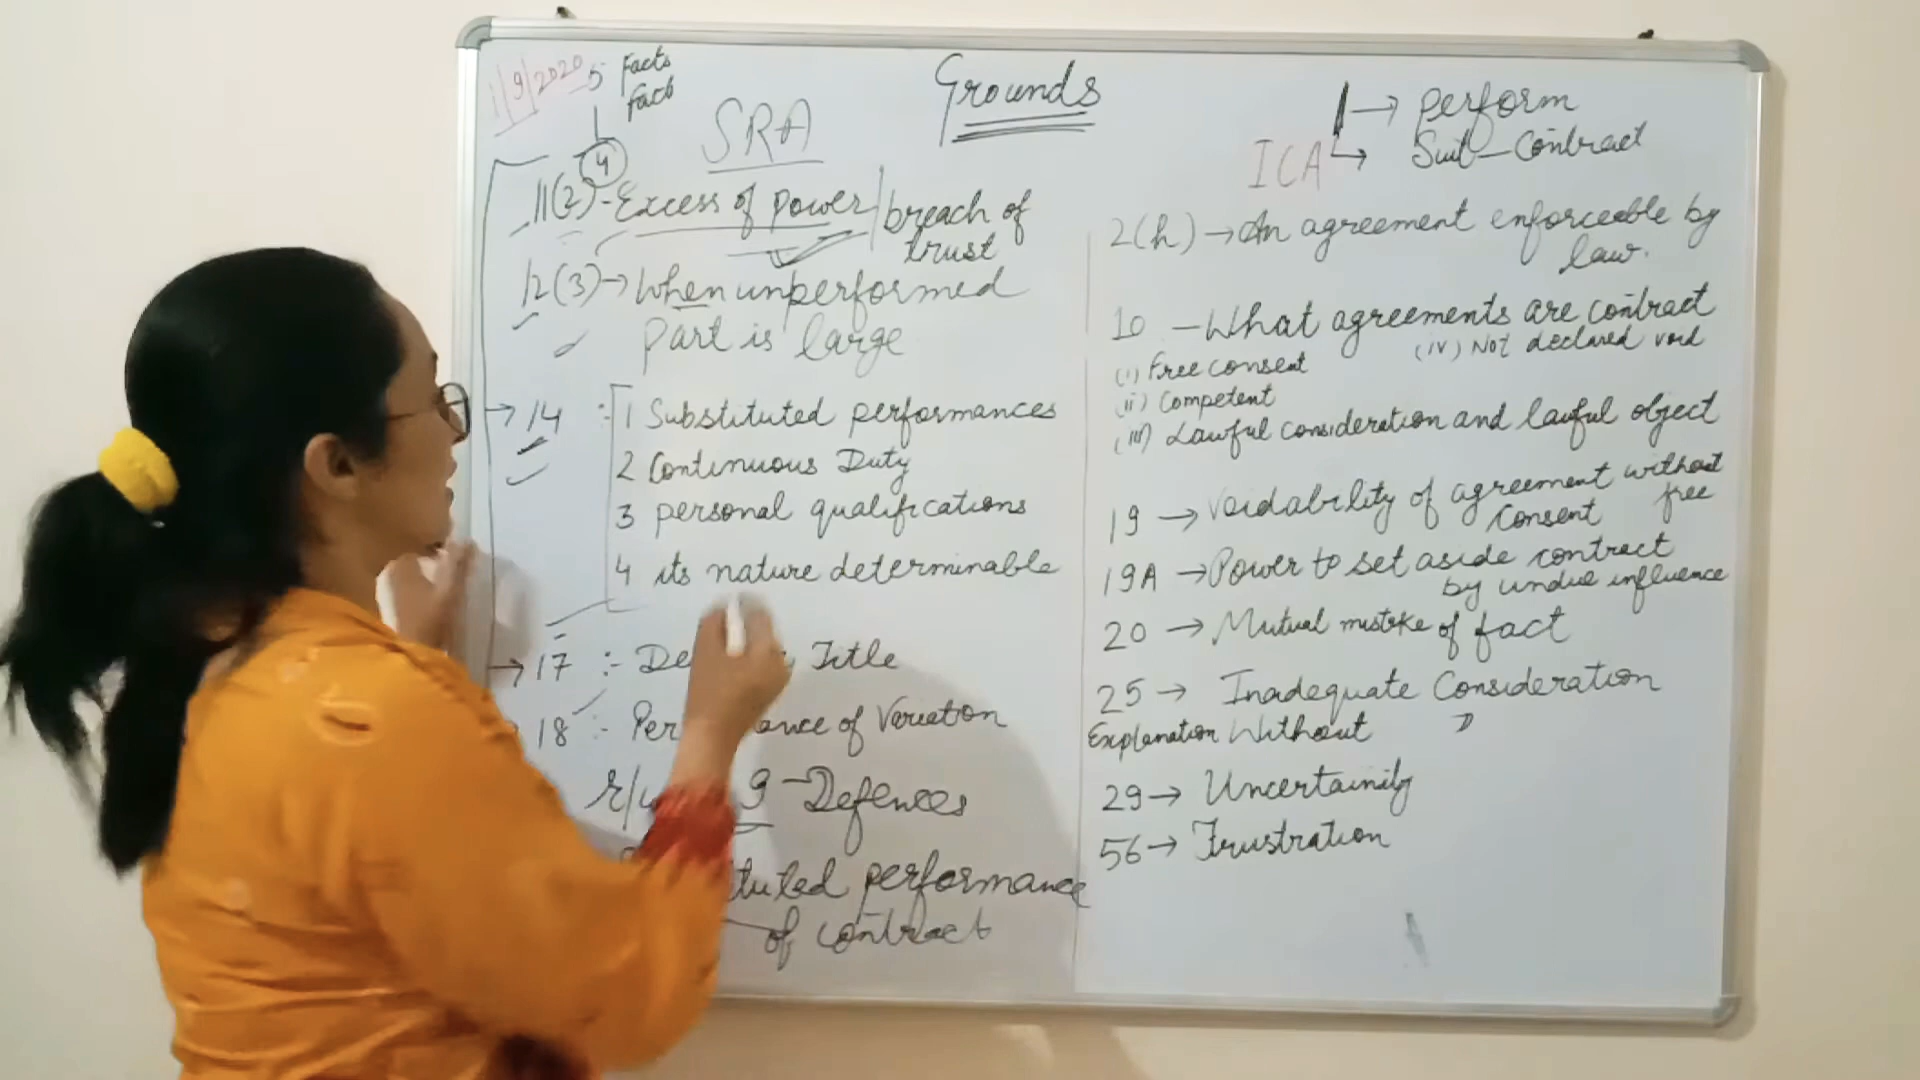 1/9/2020 5 Facts
Fact
4
SRA
Grounds
11(2) - Excess of power / breach of
trust
12(3) → When unperformed
part is large
→ 14 :- 1 Substituted performances
2 Continuous Duty
3 personal qualifications
4 its nature determinable
→ 17 :- Title
18 :- of Variation
9 - Defences
performance
of contract
ICA → perform
→ Suit - Contract
2(h) → An agreement enforceable by
law.
10 - What agreements are contract
(i) Free consent (iv) Not declared void
(ii) Competent
(iii) Lawful consideration and lawful object
19 → Voidability of agreement without
free
consent
19A → Power to set aside contract
by undue influence
20 → Mutual mistake of fact
25 → Inadequate Consideration
Explanation Without "
29 → Uncertainity
56 → Frustration